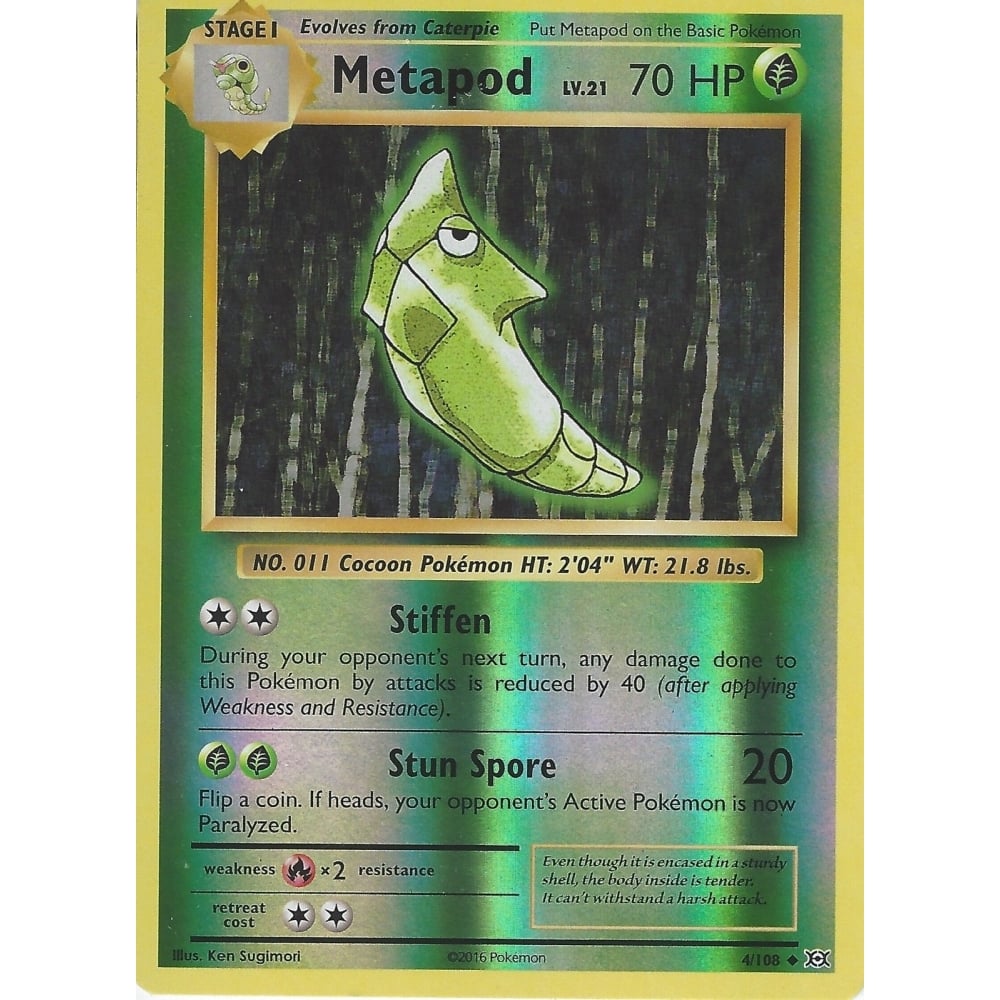 STAGE 1 Evolves from Caterpie Put Metapod on the Basic Pokémon
Metapod LV.21 70 HP
NO. 011 Cocoon Pokémon HT: 2'04" WT: 21.8 lbs.
Stiffen
During your opponent's next turn, any damage done to
this Pokémon by attacks is reduced by 40 (after applying
Weakness and Resistance).
Stun Spore 20
Flip a coin. If heads, your opponent's Active Pokémon is now
Paralyzed.
weakness ×2 resistance
retreat
cost
Even though it is encased in a sturdy
shell, the body inside is tender.
It can't withstand a harsh attack.
Illus. Ken Sugimori ©2016 Pokémon 4/108